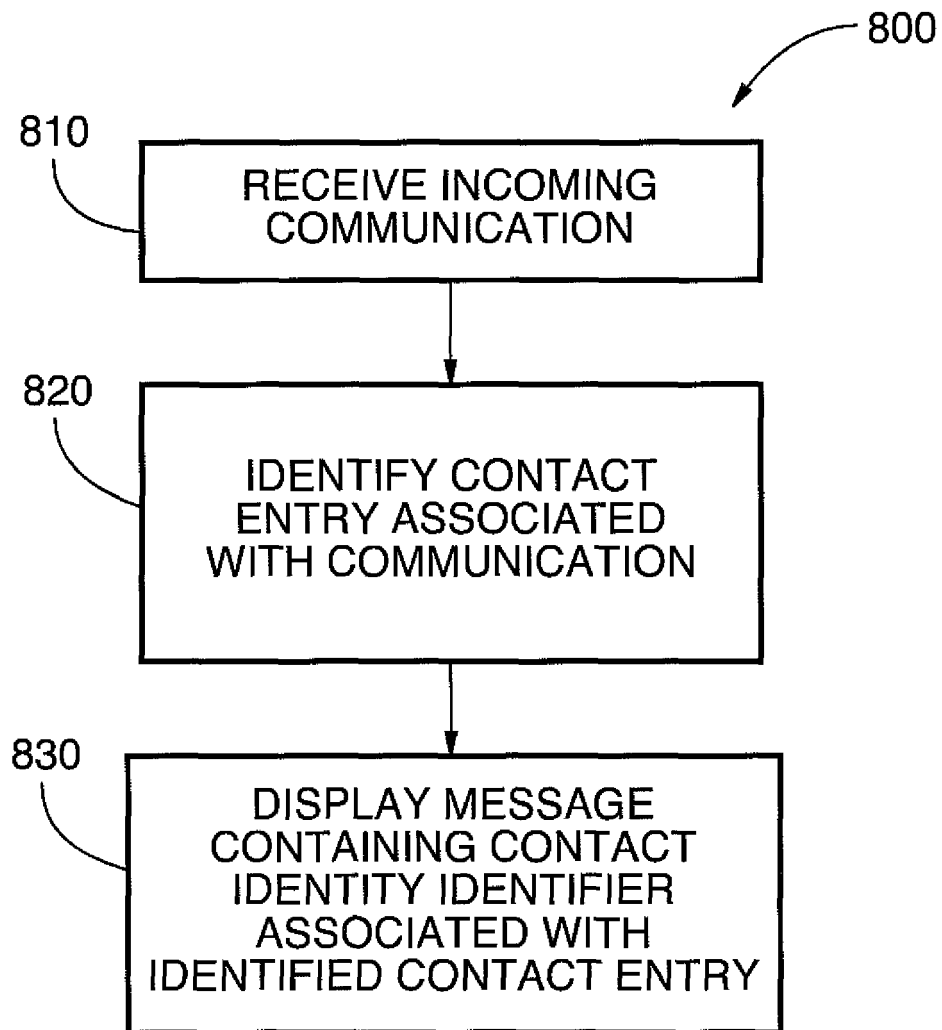 800
810
RECEIVE INCOMING
COMMUNICATION
820
IDENTIFY CONTACT
ENTRY ASSOCIATED
WITH COMMUNICATION
830
DISPLAY MESSAGE
CONTAINING CONTACT
IDENTITY IDENTIFIER
ASSOCIATED WITH
IDENTIFIED CONTACT ENTRY